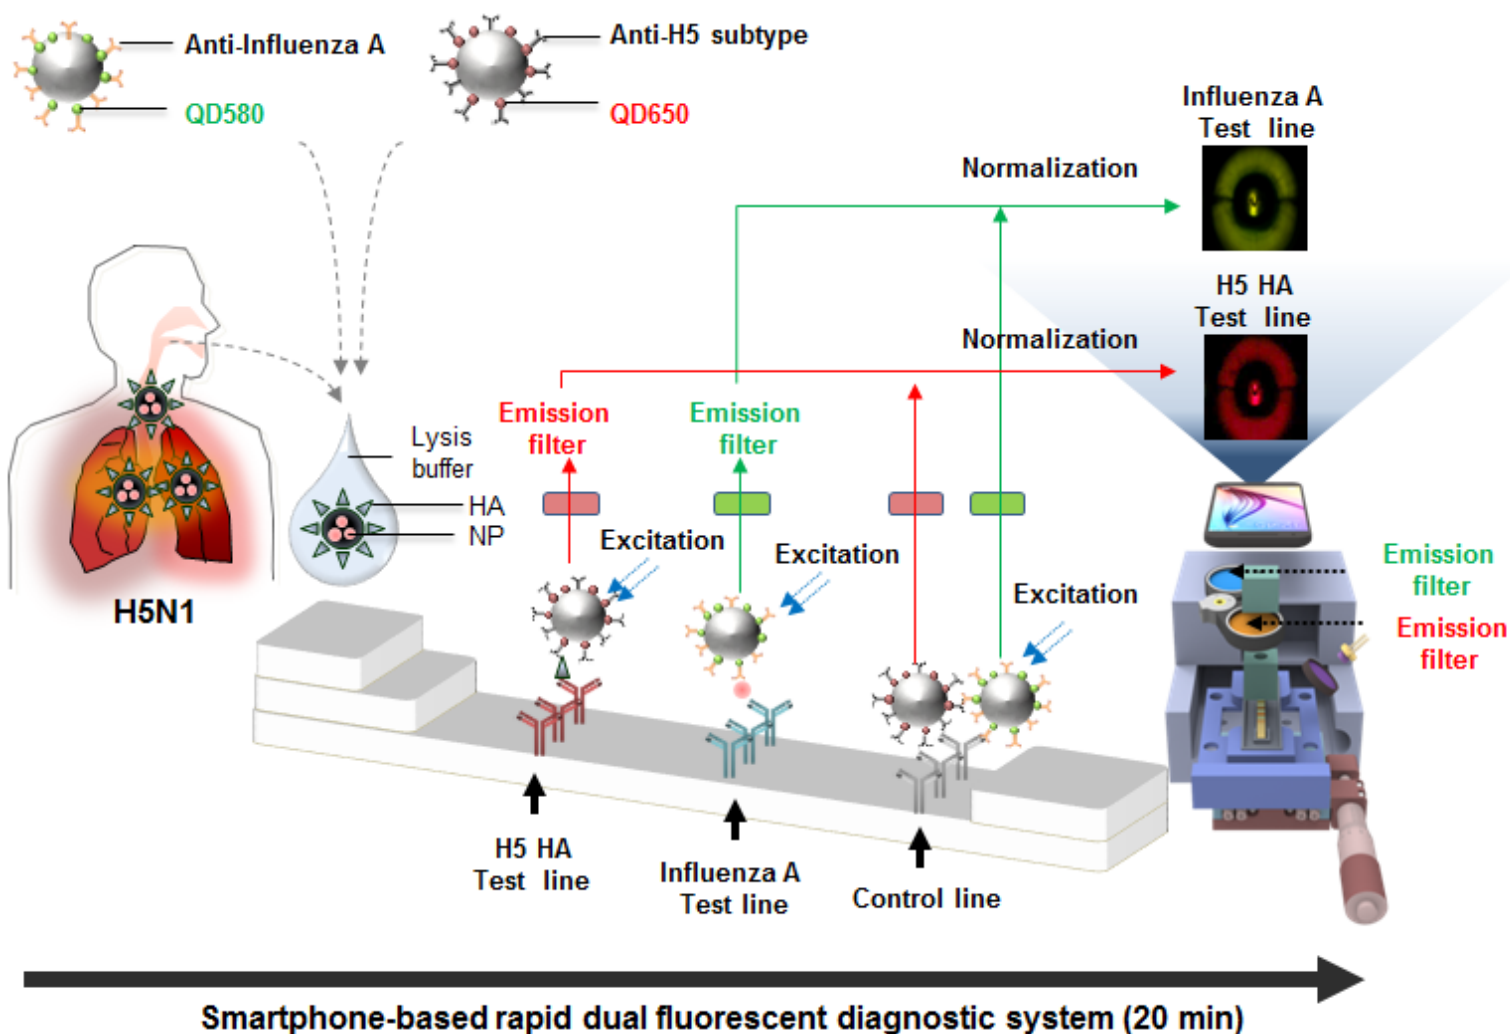 Anti-Influenza A
QD580
Anti-H5 subtype
QD650
Influenza A
Test line
Normalization
H5 HA
Test line
Normalization
Emission
filter
Emission
filter
Lysis
buffer
HA
NP
H5N1
Excitation
Excitation
Excitation
Emission
filter
Emission
filter
H5 HA
Test line
Influenza A
Test line
Control line
Smartphone-based rapid dual fluorescent diagnostic system (20 min)